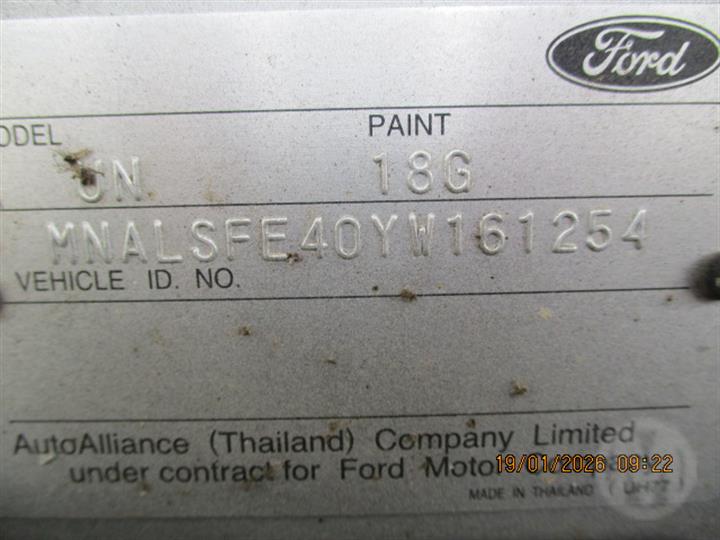 Ford
ODEL PAINT
UN 18G
MNALSFE40YW161254
VEHICLE ID. NO.
AutoAlliance (Thailand) Company Limited
under contract for Ford Motor
19/01/2026 09:22
MADE IN THAILAND